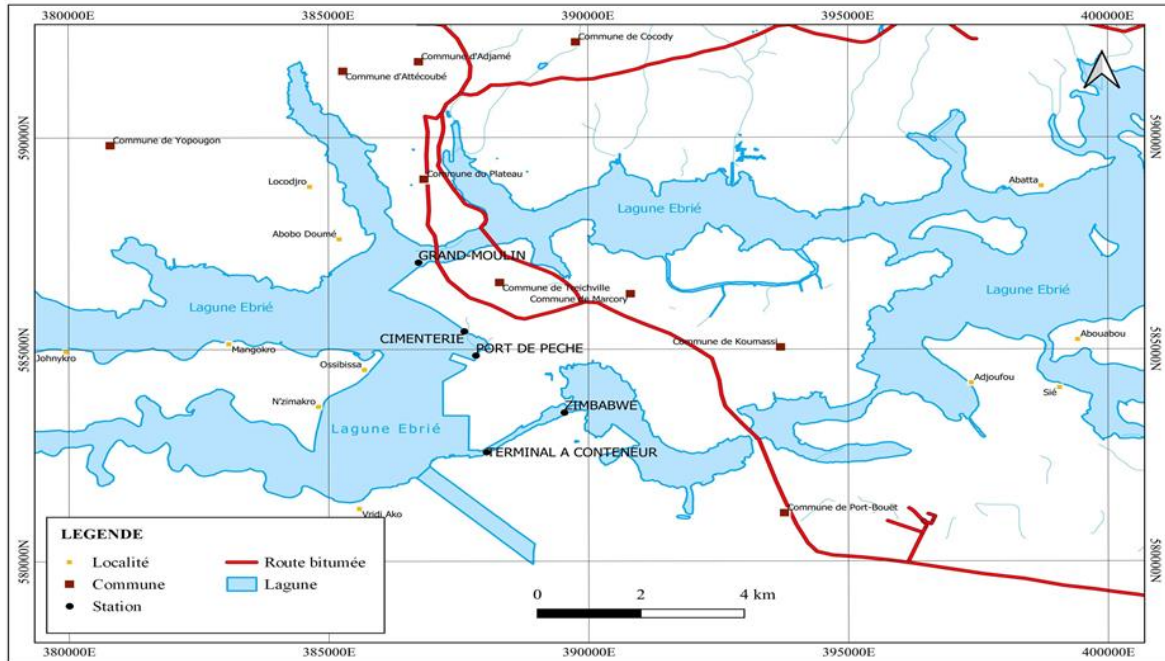 380000E
385000E
390000E
395000E
400000E
Commune de Cocody
Commune d'Adjamé
Commune d'Attécoubé
590000N
590000N
Commune de Yopougon
Commune du Plateau
Locodjro
Abatta
Lagune Ebrié
Abobo Doumé
GRAND-MOULIN
Commune de Treichville
Commune de Marcory
Lagune Ebrié
Lagune Ebrié
CIMENTERIE
PORT DE PECHE
Commune de Koumassi
Abouabou
Johnykro
Mangokro
585000N
585000N
Ossibissa
Adjoufou
Sié
N'zimakro
ZIMBABWE
Lagune Ebrié
TERMINAL A CONTENEUR
Vridi Ako
Commune de Port-Bouët
LEGENDE
Localité
Commune
Station
Route bitumée
Lagune
580000N
580000N
0
2
4 km
380000E
385000E
390000E
395000E
400000E